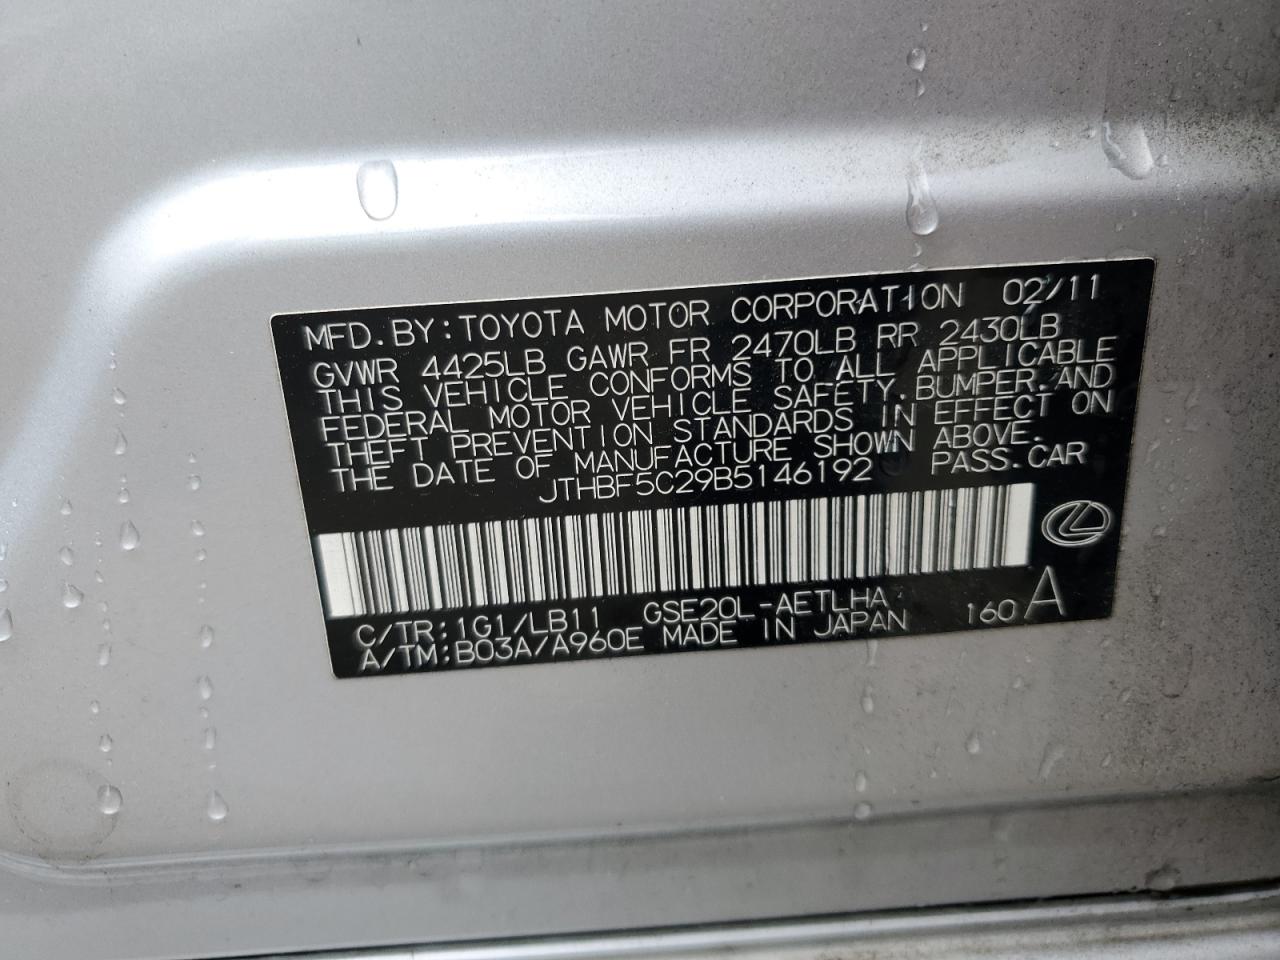 MFD. BY: TOYOTA MOTOR CORPORATION 02/11
GVWR 4425LB GAWR FR 2470LB RR 2430LB
THIS VEHICLE CONFORMS TO ALL APPLICABLE
FEDERAL MOTOR VEHICLE SAFETY, BUMPER, AND
THEFT PREVENTION STANDARDS IN EFFECT ON
THE DATE OF MANUFACTURE SHOWN ABOVE.
JTHBF5C29B5146192 PASS. CAR
C/TR: 1G1/LB11 GSE20L-AETLHA
A/TM: B03A/A960E MADE IN JAPAN 160 A